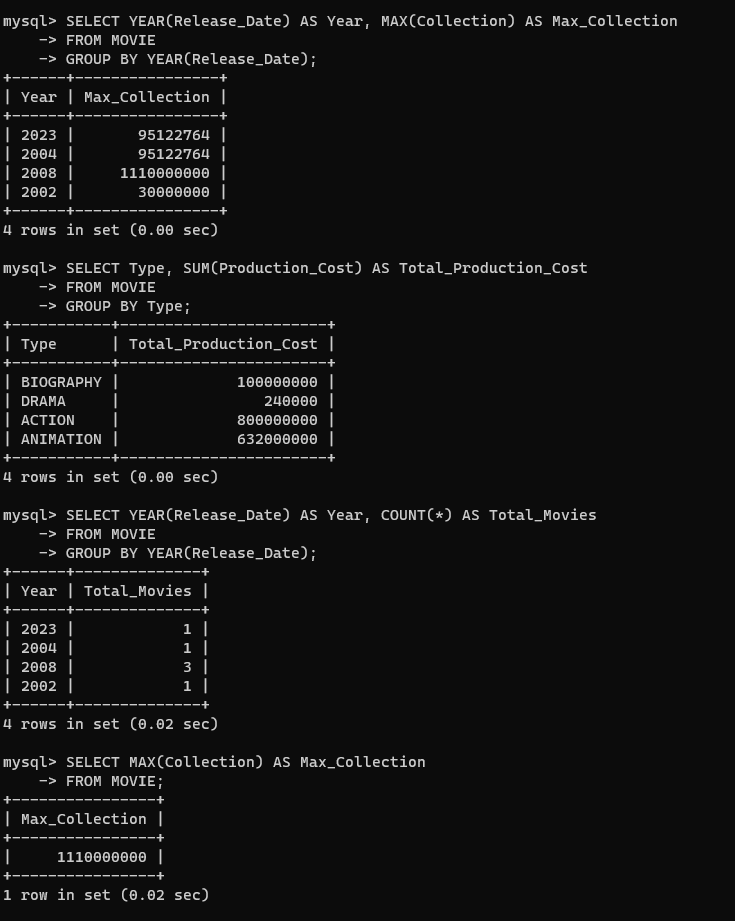 mysql> SELECT YEAR(Release_Date) AS Year, MAX(Collection) AS Max_Collection
    -> FROM MOVIE
    -> GROUP BY YEAR(Release_Date);
+------+----------------+
| Year | Max_Collection |
+------+----------------+
| 2023 |       95122764 |
| 2004 |       95122764 |
| 2008 |     1110000000 |
| 2002 |       30000000 |
+------+----------------+
4 rows in set (0.00 sec)

mysql> SELECT Type, SUM(Production_Cost) AS Total_Production_Cost
    -> FROM MOVIE
    -> GROUP BY Type;
+-----------+-----------------------+
| Type      | Total_Production_Cost |
+-----------+-----------------------+
| BIOGRAPHY |             100000000 |
| DRAMA     |                240000 |
| ACTION    |             800000000 |
| ANIMATION |             632000000 |
+-----------+-----------------------+
4 rows in set (0.00 sec)

mysql> SELECT YEAR(Release_Date) AS Year, COUNT(*) AS Total_Movies
    -> FROM MOVIE
    -> GROUP BY YEAR(Release_Date);
+------+--------------+
| Year | Total_Movies |
+------+--------------+
| 2023 |            1 |
| 2004 |            1 |
| 2008 |            3 |
| 2002 |            1 |
+------+--------------+
4 rows in set (0.02 sec)

mysql> SELECT MAX(Collection) AS Max_Collection
    -> FROM MOVIE;
+----------------+
| Max_Collection |
+----------------+
|     1110000000 |
+----------------+
1 row in set (0.02 sec)